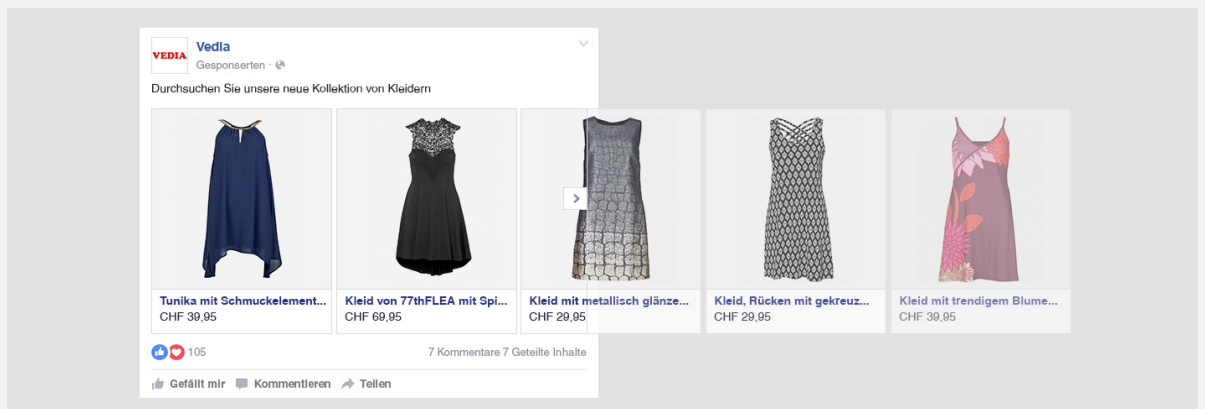 VEDIA
Vedia
Gesponserten ·
Durchsuchen Sie unsere neue Kollektion von Kleidern
Tunika mit Schmuckelement...
CHF 39,95
Kleid von 77thFLEA mit Spi...
CHF 69,95
Kleid mit metallisch glänze...
CHF 29,95
Kleid, Rücken mit gekreuz...
CHF 29,95
Kleid mit trendigem Blume...
CHF 39,95
105
7 Kommentare 7 Geteilte Inhalte
Gefällt mir Kommentieren Teilen